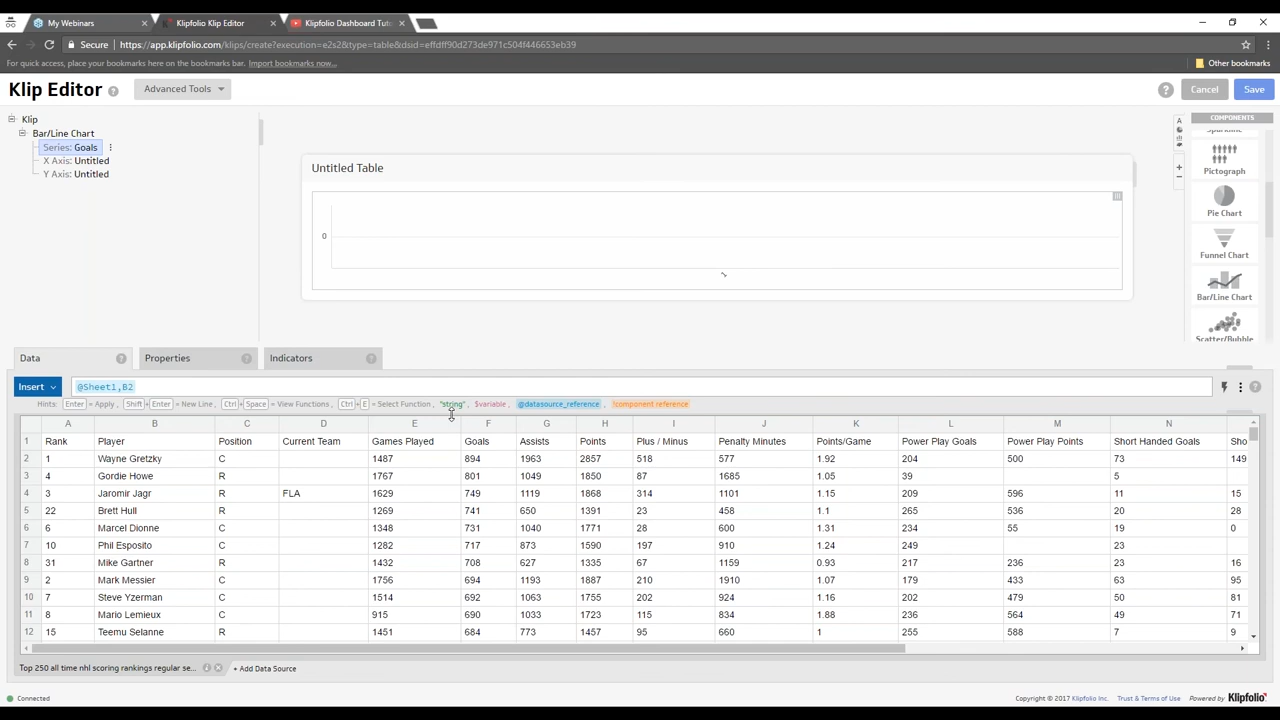 My Webinars
Klipfolio Klip Editor
Klipfolio Dashboard Tut
Secure
https://app.klipfolio.com/klips/create?execution=e2s2&type=table&dsid=effdff90d273de971c504f446653eb39
For quick access, place your bookmarks here on the bookmarks bar. Import bookmarks now...
Other bookmarks
Klip Editor
Advanced Tools
Cancel
Save
Klip
Bar/Line Chart
Series: Goals
X Axis: Untitled
Y Axis: Untitled
Untitled Table
0
COMPONENTS
Sparkline
Pictograph
Pie Chart
Funnel Chart
Bar/Line Chart
Scatter/Bubble
Data
Properties
Indicators
Insert
@Sheet1,B2
Hints: Enter = Apply , Shift+Enter = New Line, Ctrl+Space = View Functions, Ctrl+E = Select Function, "string", $variable, @datasource_reference, !component reference
A B C D E F G H I J K L M N
1 Rank Player Position Current Team Games Played Goals Assists Points Plus / Minus Penalty Minutes Points/Game Power Play Goals Power Play Points Short Handed Goals Sho
2 1 Wayne Gretzky C 1487 894 1963 2857 518 577 1.92 204 500 73 149
3 4 Gordie Howe R 1767 801 1049 1850 87 1685 1.05 39 5
4 3 Jaromir Jagr R FLA 1629 749 1119 1868 314 1101 1.15 209 596 11 15
5 22 Brett Hull R 1269 741 650 1391 23 458 1.1 265 536 20 28
6 6 Marcel Dionne C 1348 731 1040 1771 28 600 1.31 234 55 19 0
7 10 Phil Esposito C 1282 717 873 1590 197 910 1.24 249 23
8 31 Mike Gartner R 1432 708 627 1335 67 1159 0.93 217 236 23 16
9 2 Mark Messier C 1756 694 1193 1887 210 1910 1.07 179 433 63 95
10 7 Steve Yzerman C 1514 692 1063 1755 202 924 1.16 202 479 50 81
11 8 Mario Lemieux C 915 690 1033 1723 115 834 1.88 236 564 49 71
12 15 Teemu Selanne R 1451 684 773 1457 95 660 1 255 588 7 9
Top 250 all time nhl scoring rankings regular se...
+ Add Data Source
Connected
Copyright © 2017 Klipfolio Inc. Trust & Terms of Use Powered by Klipfolio